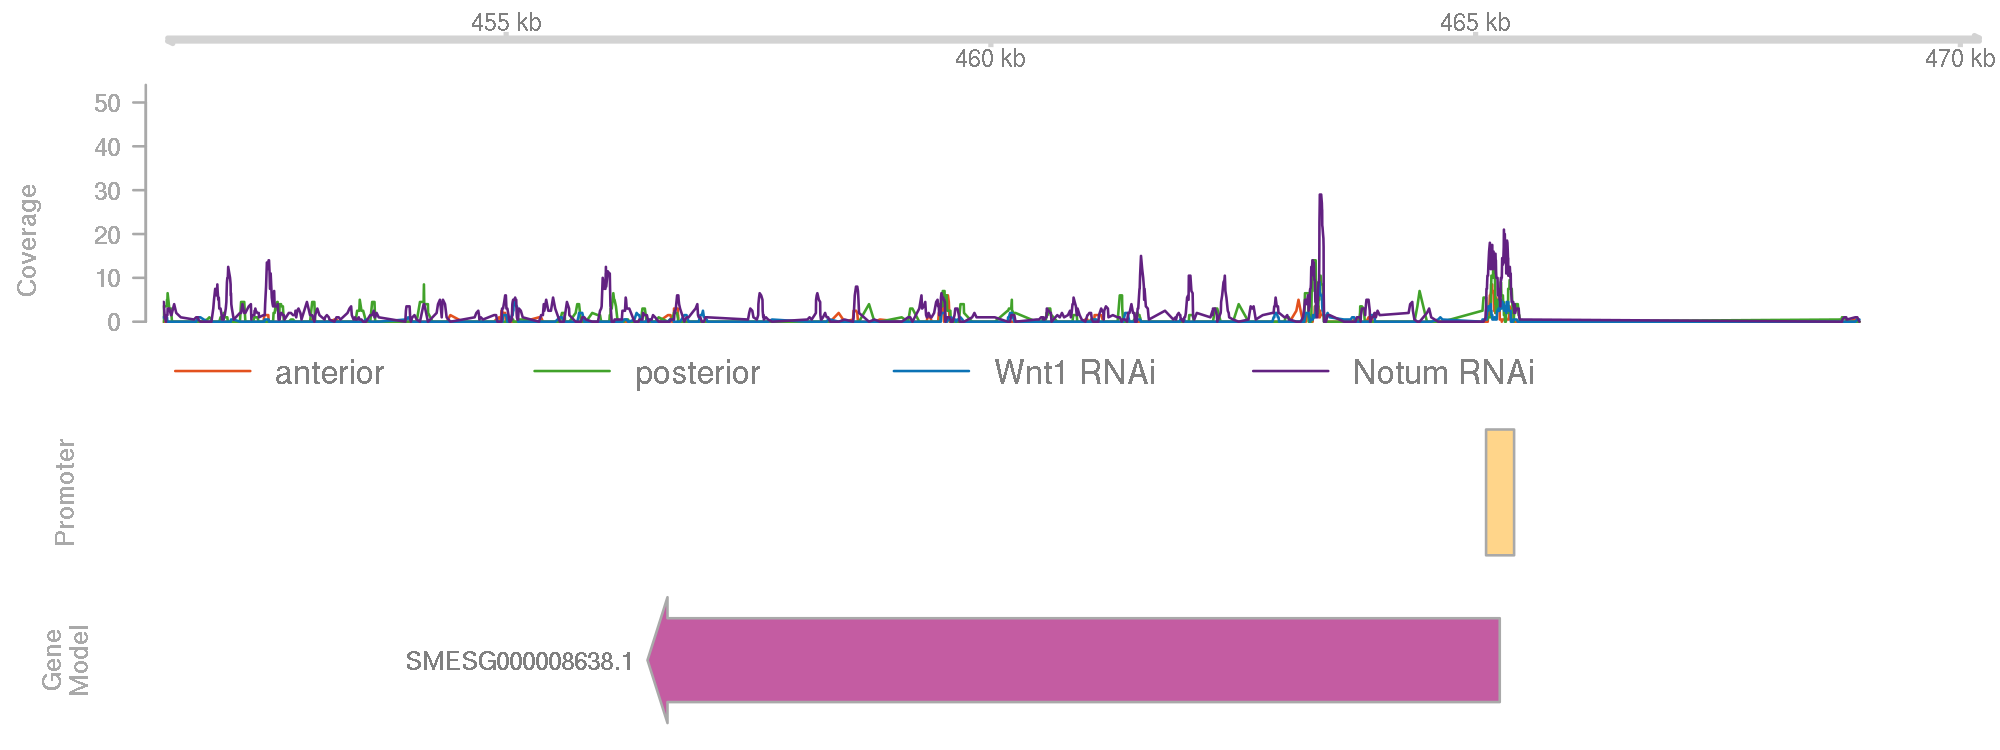 455 kb
465 kb
460 kb
470 kb
Coverage
50
40
30
20
10
0
anterior
posterior
Wnt1 RNAi
Notum RNAi
Promoter
Gene
Model
SMESG000008638.1